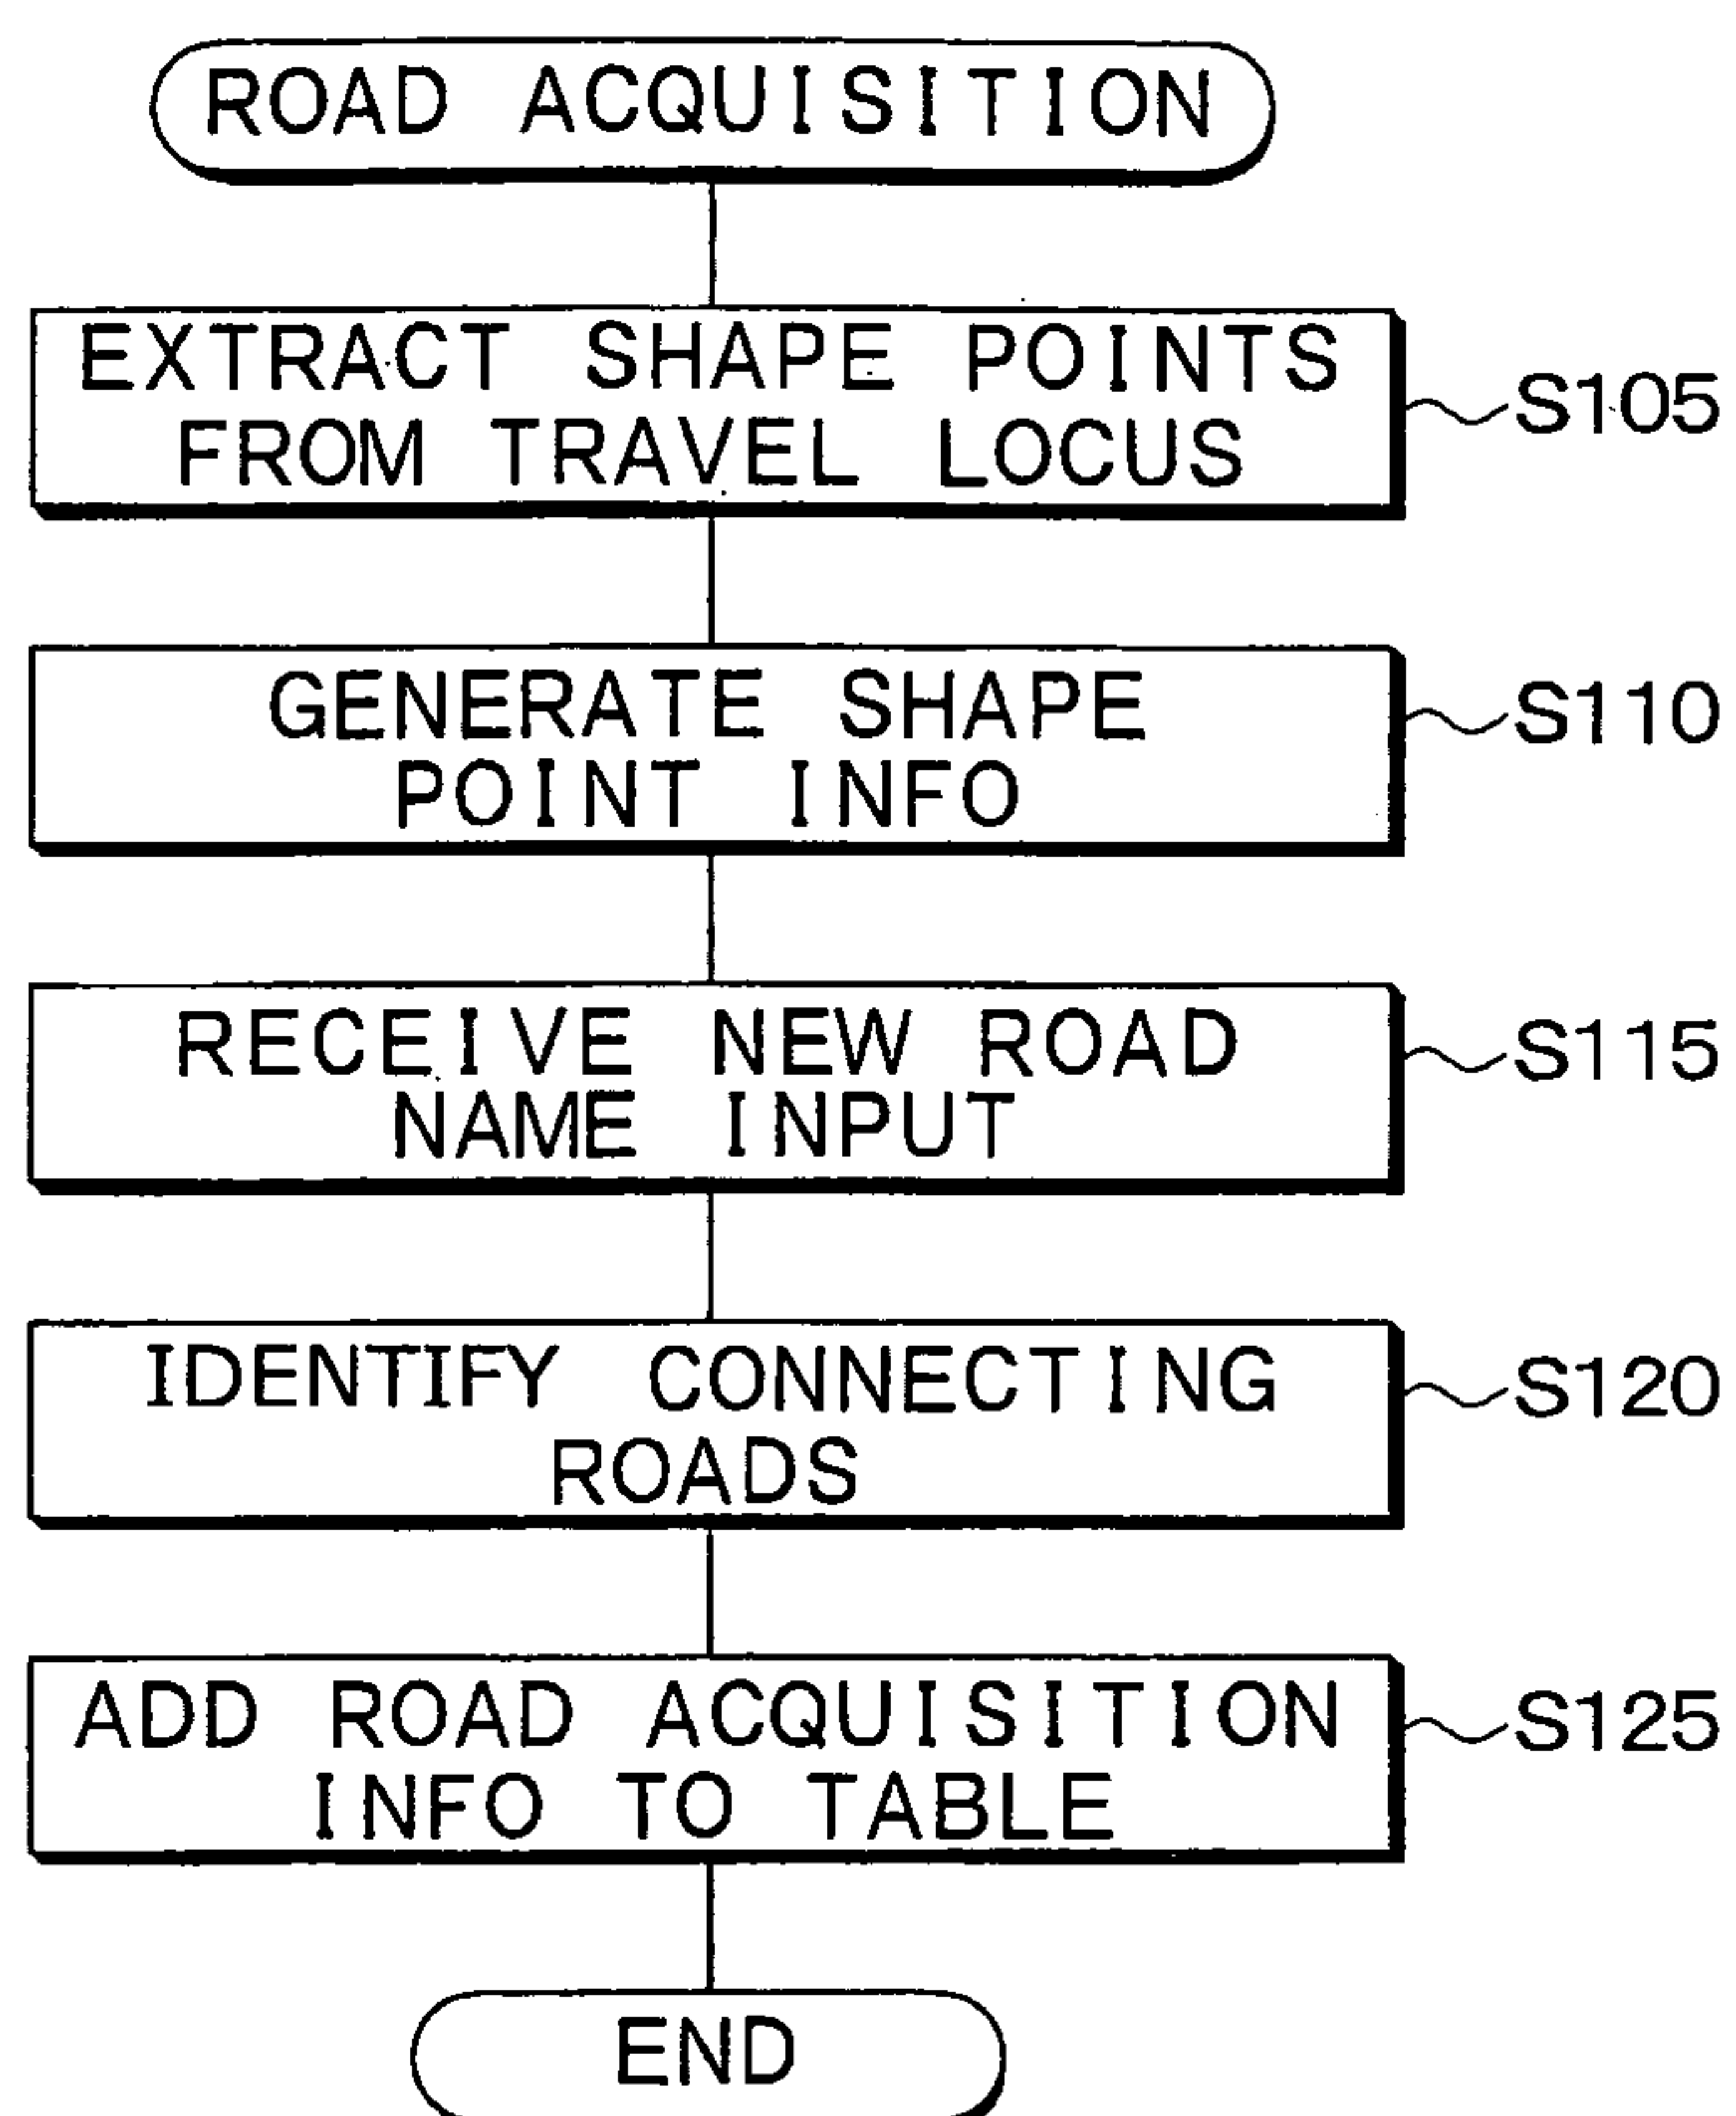 ROAD ACQUISITION
EXTRACT SHAPE POINTS
FROM TRAVEL LOCUS
S105
GENERATE SHAPE
POINT INFO
S110
RECEIVE NEW ROAD
NAME INPUT
S115
IDENTIFY CONNECTING
ROADS
S120
ADD ROAD ACQUISITION
INFO TO TABLE
S125
END